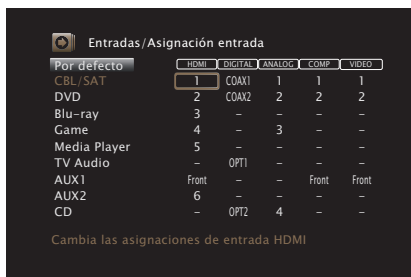 Entradas/Asignación entrada
Por defecto HDMI DIGITAL ANALOG COMP VIDEO
CBL/SAT 1 COAX1 1 1 1
DVD 2 COAX2 2 2 2
Blu-ray 3 – – – –
Game 4 – 3 – –
Media Player 5 – – – –
TV Audio – OPT1 – – –
AUX1 Front – – Front Front
AUX2 6 – – – –
CD – OPT2 4 – –
Cambia las asignaciones de entrada HDMI